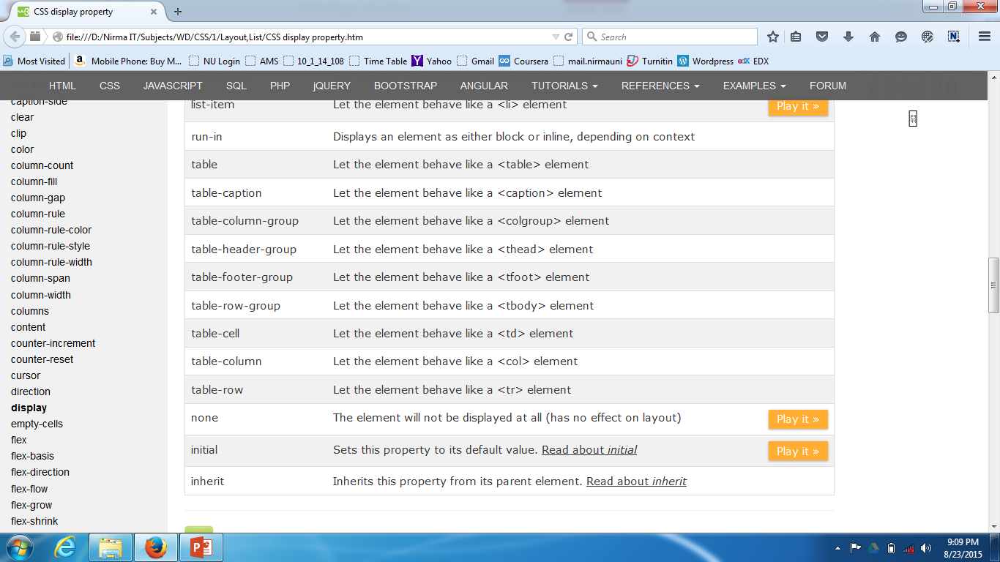 CSS display property
file:///D:/Nirma IT/Subjects/WD/CSS/1/Layout,List/CSS display property.htm
Search
Most Visited
Mobile Phone: Buy M...
NU Login
AMS
10_1_14_108
Time Table
Yahoo
Gmail
Coursera
mail.nirmauni
Turnitin
Wordpress
edX EDX
HTML CSS JAVASCRIPT SQL PHP jQUERY BOOTSTRAP ANGULAR TUTORIALS REFERENCES EXAMPLES FORUM
caption-side
clear
clip
color
column-count
column-fill
column-gap
column-rule
column-rule-color
column-rule-style
column-rule-width
column-span
column-width
columns
content
counter-increment
counter-reset
cursor
direction
display
empty-cells
flex
flex-basis
flex-direction
flex-flow
flex-grow
flex-shrink
list-item Let the element behave like a <li> element Play it »
run-in Displays an element as either block or inline, depending on context
table Let the element behave like a <table> element
table-caption Let the element behave like a <caption> element
table-column-group Let the element behave like a <colgroup> element
table-header-group Let the element behave like a <thead> element
table-footer-group Let the element behave like a <tfoot> element
table-row-group Let the element behave like a <tbody> element
table-cell Let the element behave like a <td> element
table-column Let the element behave like a <col> element
table-row Let the element behave like a <tr> element
none The element will not be displayed at all (has no effect on layout) Play it »
initial Sets this property to its default value. Read about initial Play it »
inherit Inherits this property from its parent element. Read about inherit
9:09 PM
8/23/2015